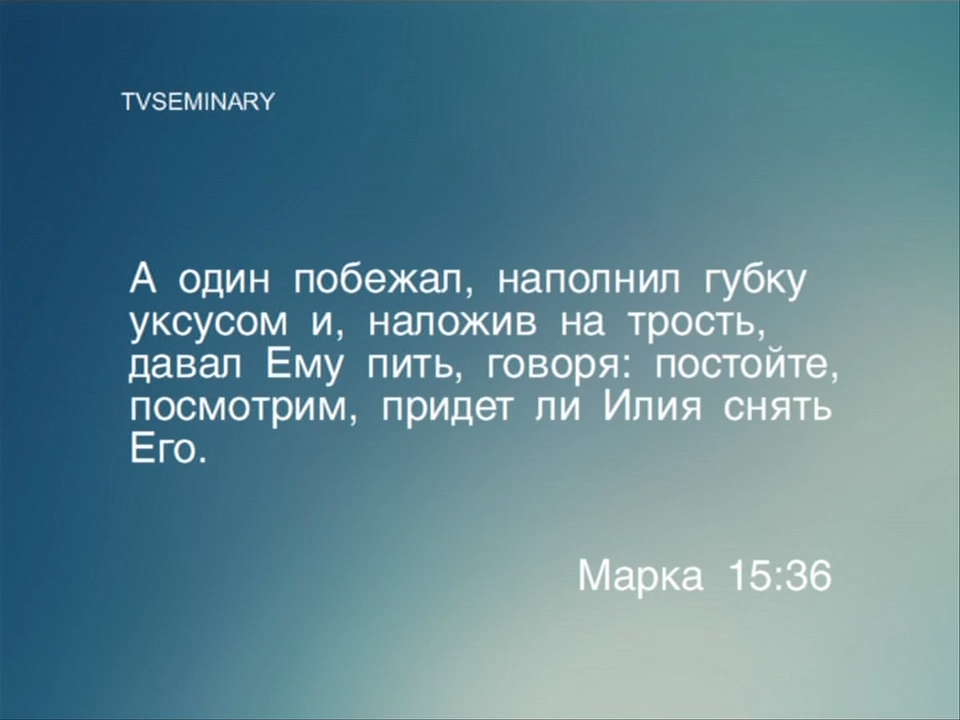 TVSEMINARY
А один побежал, наполнил губку
уксусом и, наложив на трость,
давал Ему пить, говоря: постойте,
посмотрим, придет ли Илия снять
Его.
Марка 15:36